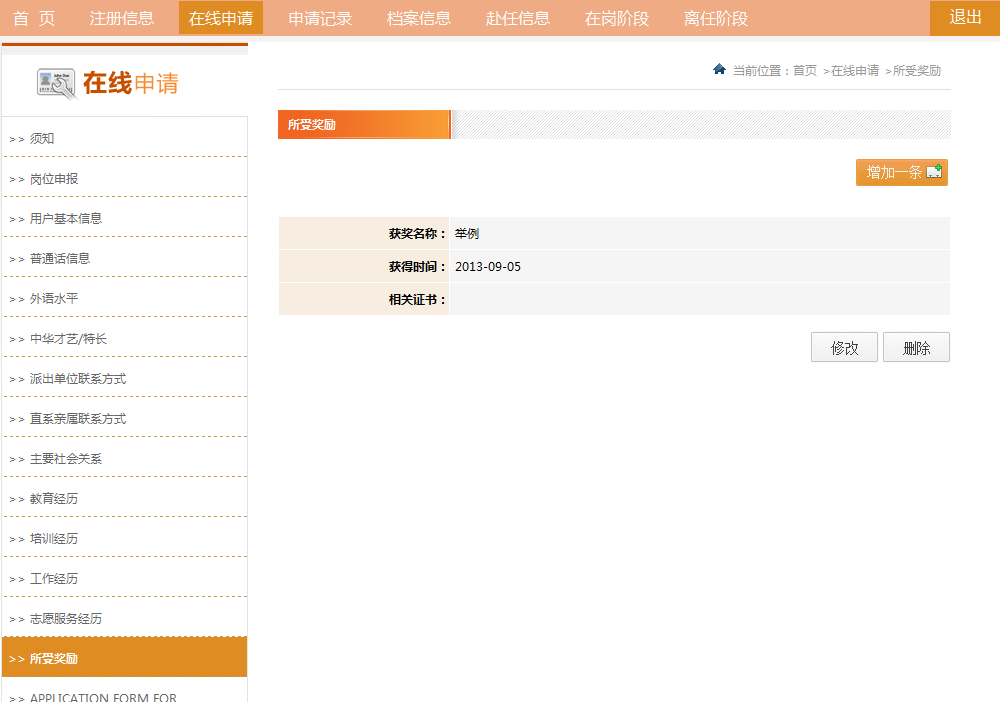 首 页 注册信息 在线申请 申请记录 档案信息 赴任信息 在岗阶段 离任阶段 退出
在线申请
当前位置：首页 >在线申请 >所受奖励
所受奖励
增加一条
获奖名称： 举例
获得时间： 2013-09-05
相关证书：
修改 删除
>> 须知
>> 岗位申报
>> 用户基本信息
>> 普通话信息
>> 外语水平
>> 中华才艺/特长
>> 派出单位联系方式
>> 直系亲属联系方式
>> 主要社会关系
>> 教育经历
>> 培训经历
>> 工作经历
>> 志愿服务经历
>> 所受奖励
>> APPLICATION FORM FOR